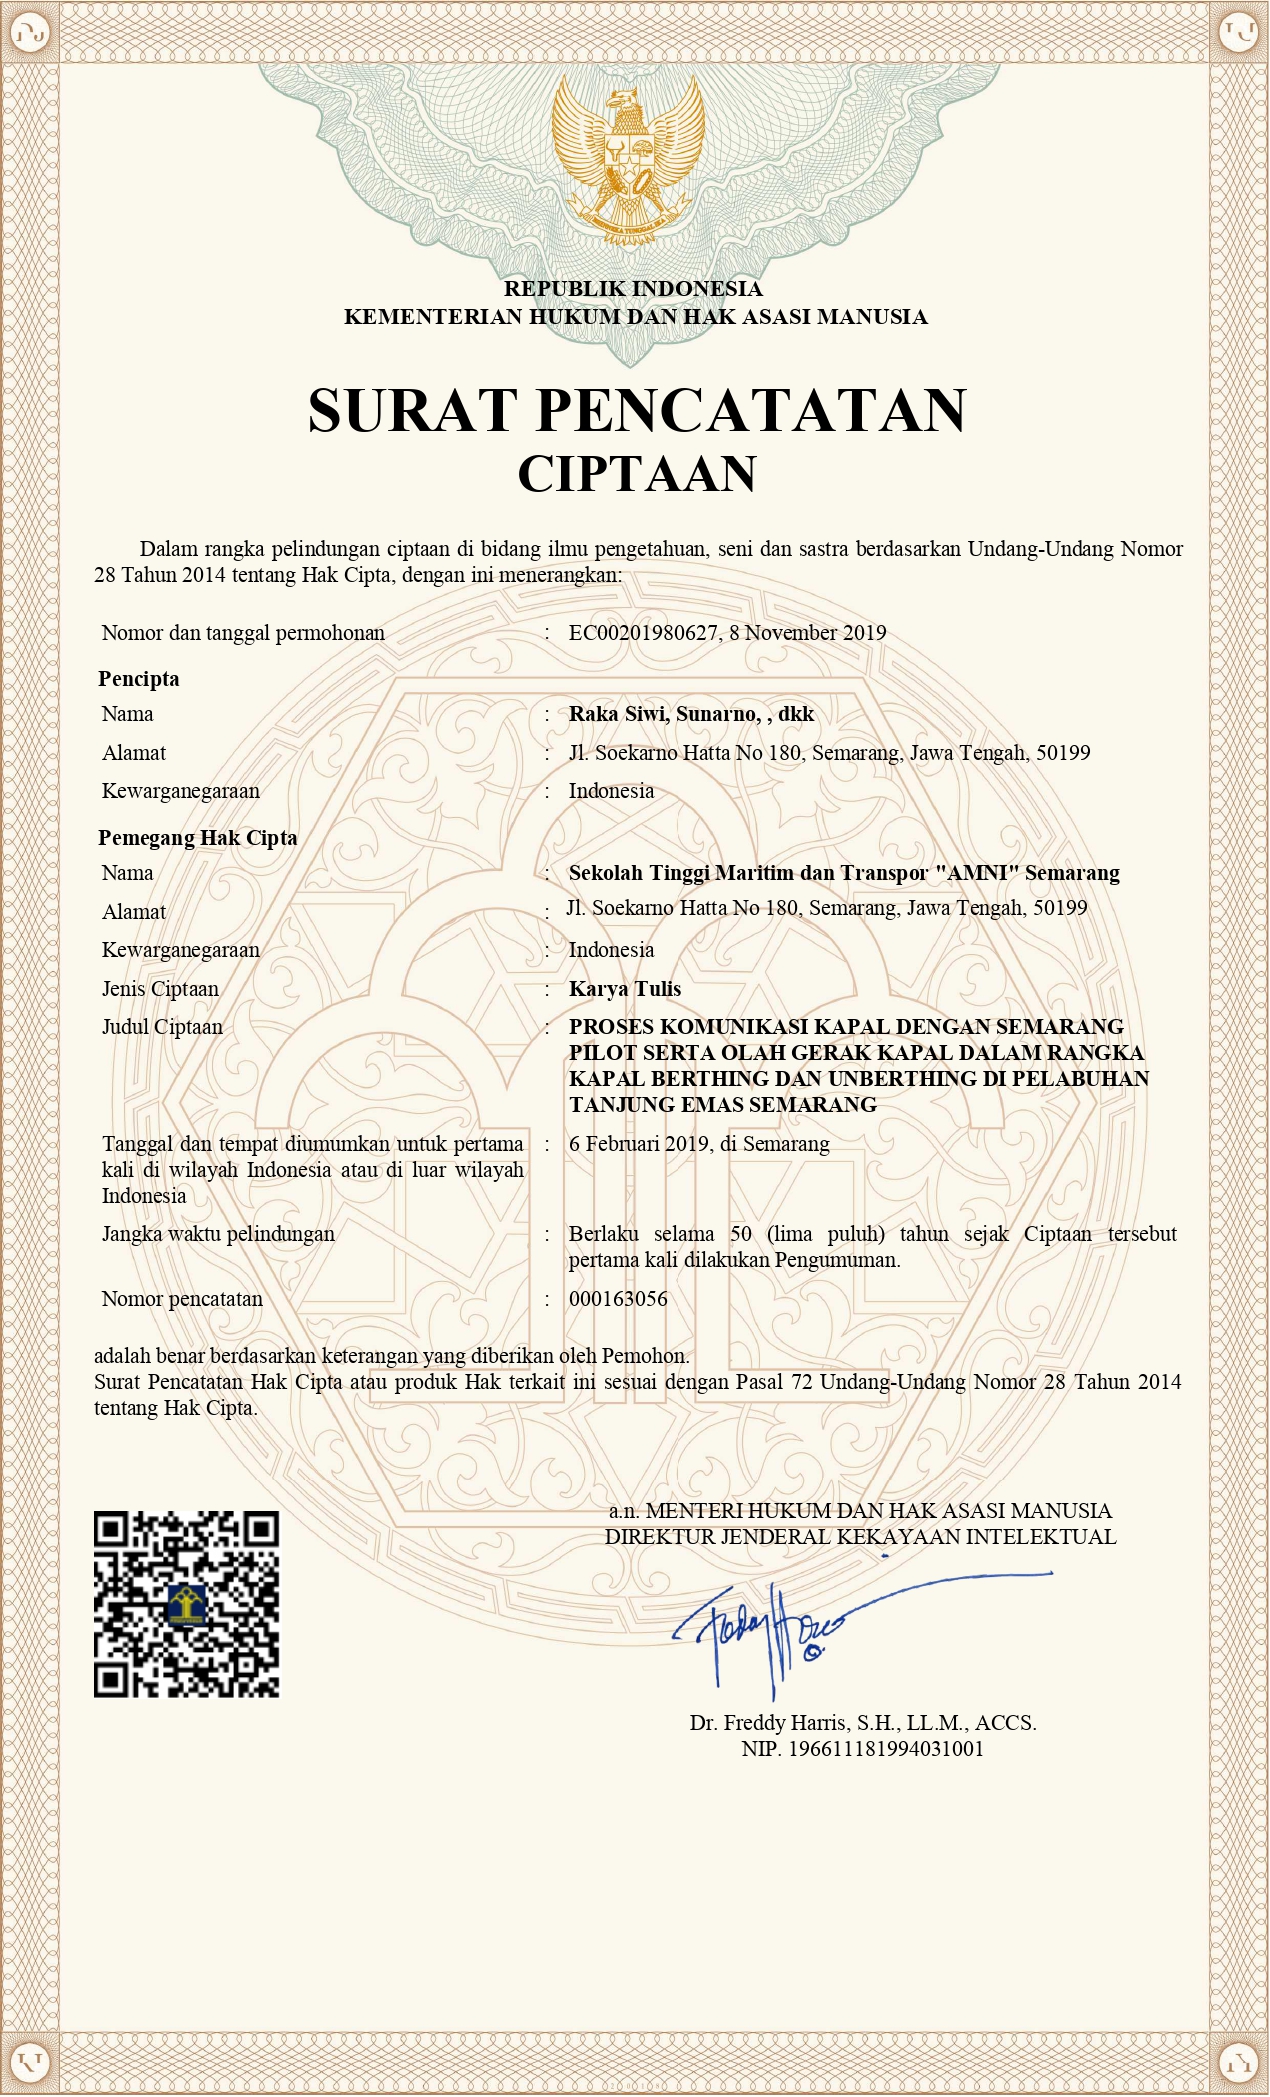 REPUBLIK INDONESIA
KEMENTERIAN HUKUM DAN HAK ASASI MANUSIA
SURAT PENCATATAN
CIPTAAN
Dalam rangka pelindungan ciptaan di bidang ilmu pengetahuan, seni dan sastra berdasarkan Undang-Undang Nomor
28 Tahun 2014 tentang Hak Cipta, dengan ini menerangkan:
Nomor dan tanggal permohonan : EC00201980627, 8 November 2019
Pencipta
Nama : Raka Siwi, Sunarno, , dkk
Alamat : Jl. Soekarno Hatta No 180, Semarang, Jawa Tengah, 50199
Kewarganegaraan : Indonesia
Pemegang Hak Cipta
Nama : Sekolah Tinggi Maritim dan Transpor "AMNI" Semarang
Alamat : Jl. Soekarno Hatta No 180, Semarang, Jawa Tengah, 50199
Kewarganegaraan : Indonesia
Jenis Ciptaan : Karya Tulis
Judul Ciptaan : PROSES KOMUNIKASI KAPAL DENGAN SEMARANG
PILOT SERTA OLAH GERAK KAPAL DALAM RANGKA
KAPAL BERTHING DAN UNBERTHING DI PELABUHAN
TANJUNG EMAS SEMARANG
Tanggal dan tempat diumumkan untuk pertama : 6 Februari 2019, di Semarang
kali di wilayah Indonesia atau di luar wilayah
Indonesia
Jangka waktu pelindungan : Berlaku selama 50 (lima puluh) tahun sejak Ciptaan tersebut
pertama kali dilakukan Pengumuman.
Nomor pencatatan : 000163056
adalah benar berdasarkan keterangan yang diberikan oleh Pemohon.
Surat Pencatatan Hak Cipta atau produk Hak terkait ini sesuai dengan Pasal 72 Undang-Undang Nomor 28 Tahun 2014
tentang Hak Cipta.
a.n. MENTERI HUKUM DAN HAK ASASI MANUSIA
DIREKTUR JENDERAL KEKAYAAN INTELEKTUAL
Dr. Freddy Harris, S.H., LL.M., ACCS.
NIP. 196611181994031001